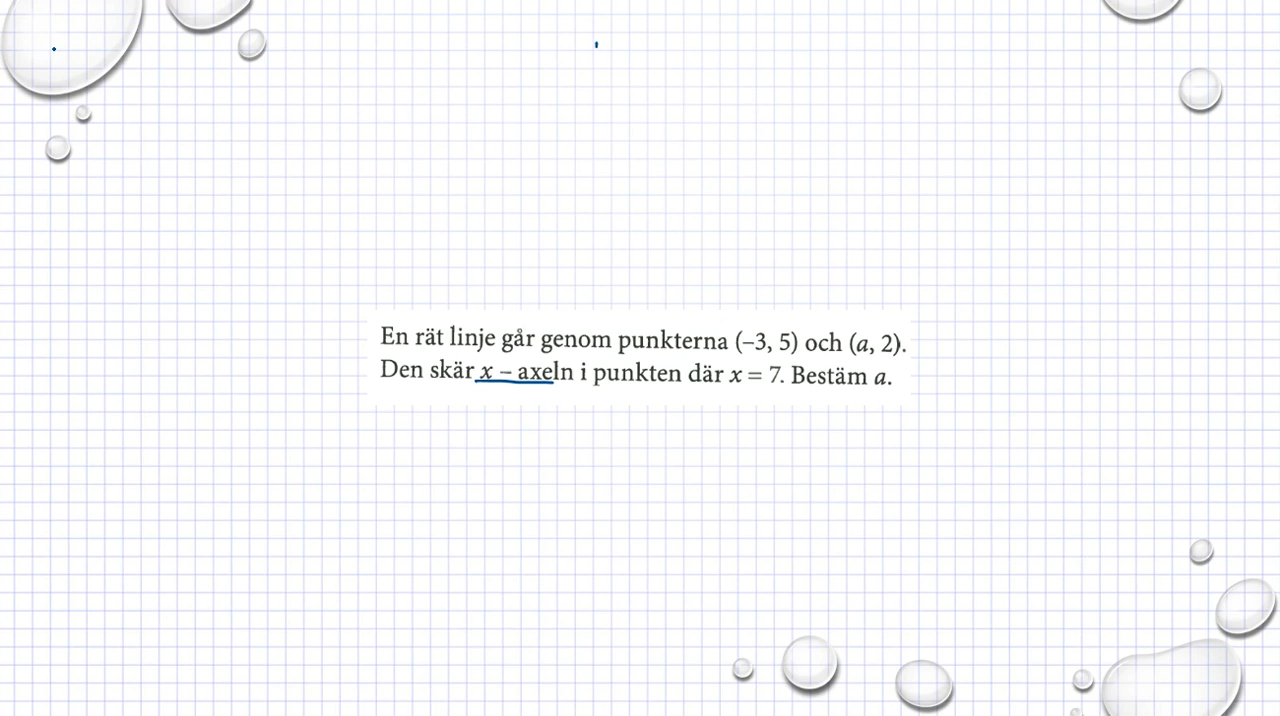 En rät linje går genom punkterna (–3, 5) och (a, 2).
Den skär x – axeln i punkten där x = 7. Bestäm a.